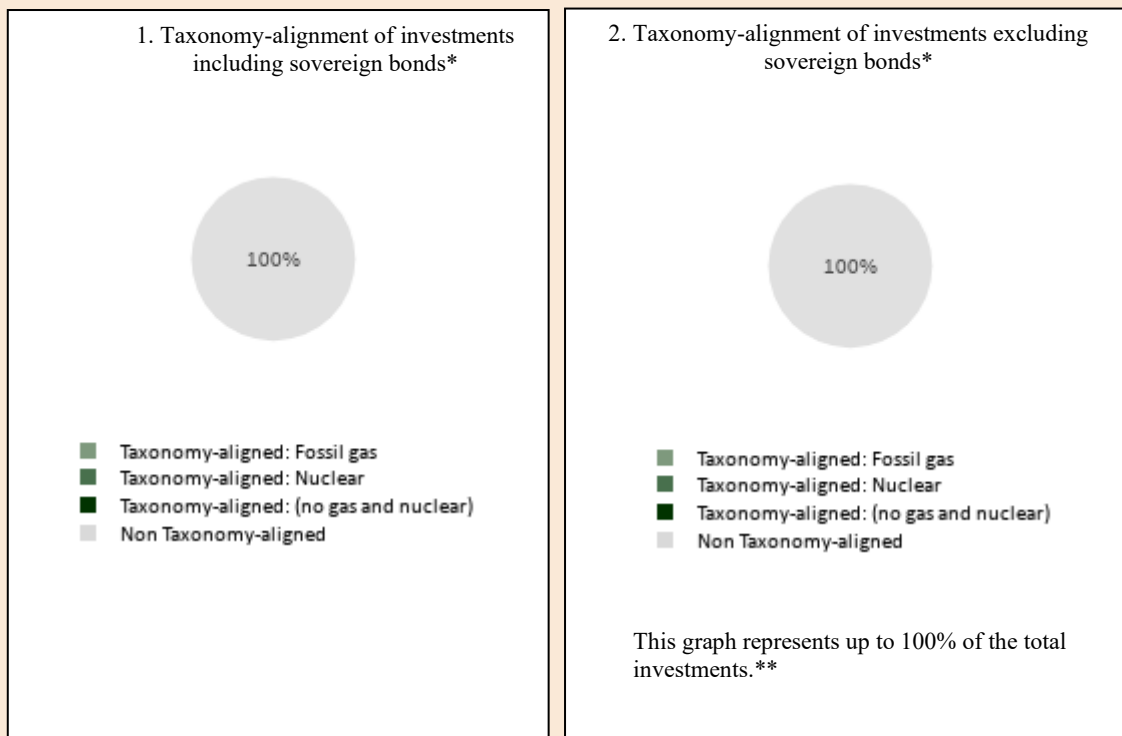 1. Taxonomy-alignment of investments
including sovereign bonds*
100%
Taxonomy-aligned: Fossil gas
Taxonomy-aligned: Nuclear
Taxonomy-aligned: (no gas and nuclear)
Non Taxonomy-aligned
2. Taxonomy-alignment of investments excluding
sovereign bonds*
100%
Taxonomy-aligned: Fossil gas
Taxonomy-aligned: Nuclear
Taxonomy-aligned: (no gas and nuclear)
Non Taxonomy-aligned
This graph represents up to 100% of the total
investments.**